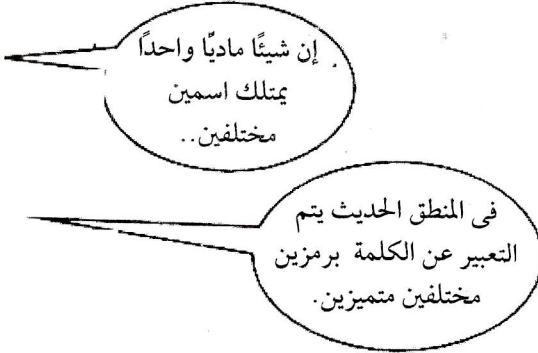 إن شيئًا ماديًا واحدًا
يمتلك اسمين
مختلفين..
فى المنطق الحديث يتم
التعبير عن الكلمة برمزين
مختلفين متميزين.